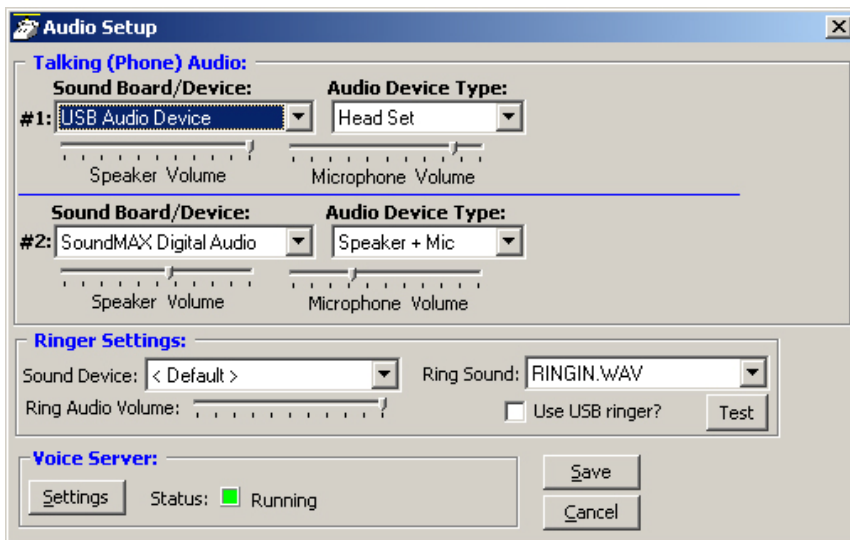 Audio Setup
Talking (Phone) Audio:
Sound Board/Device: Audio Device Type:
#1: USB Audio Device Head Set
Speaker Volume Microphone Volume
Sound Board/Device: Audio Device Type:
#2: SoundMAX Digital Audio Speaker + Mic
Speaker Volume Microphone Volume
Ringer Settings:
Sound Device: < Default > Ring Sound: RINGIN.WAV
Ring Audio Volume: Use USB ringer? Test
Voice Server:
Settings Status: Running
Save
Cancel